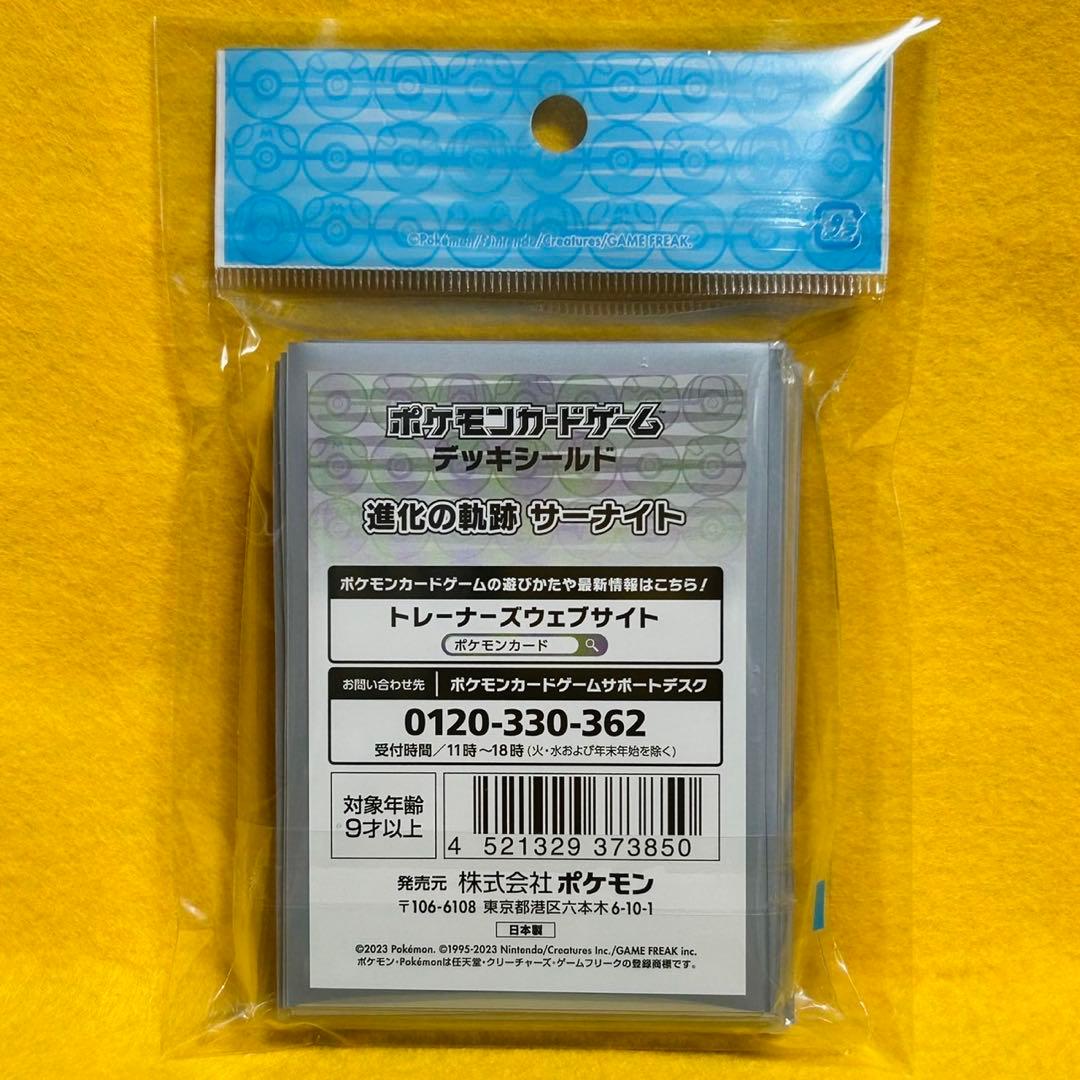 ©Pokémon/Nintendo/Creatures/GAME FREAK.
ポケモンカードゲーム™
デッキシールド
進化の軌跡 サーナイト
ポケモンカードゲームの遊びかたや最新情報はこちら！
トレーナーズウェブサイト
ポケモンカード
お問い合わせ先 ポケモンカードゲームサポートデスク
0120-330-362
受付時間／11時～18時（火・水および年末年始を除く）
対象年齢
9才以上
4 521329 373850
発売元 株式会社 ポケモン
〒106-6108 東京都港区六本木6-10-1
日本製
©2023 Pokémon. ©1995-2023 Nintendo/Creatures Inc./GAME FREAK inc.
ポケモン・Pokémonは任天堂・クリーチャーズ・ゲームフリークの登録商標です。